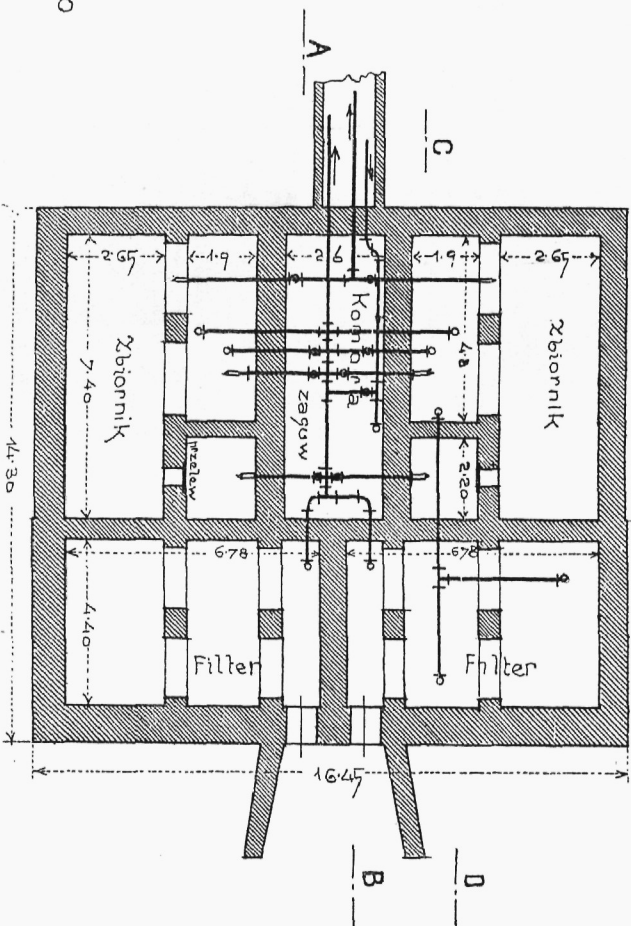 A
C
2·65
1·9
2·6
1·9
2·65
Zbiornik
7.40
Komora
zasuw
4.8
Zbiornik
przelew
2·20
14.30
6·78
6·78
4·40
Filter
Filter
16·45
B
D